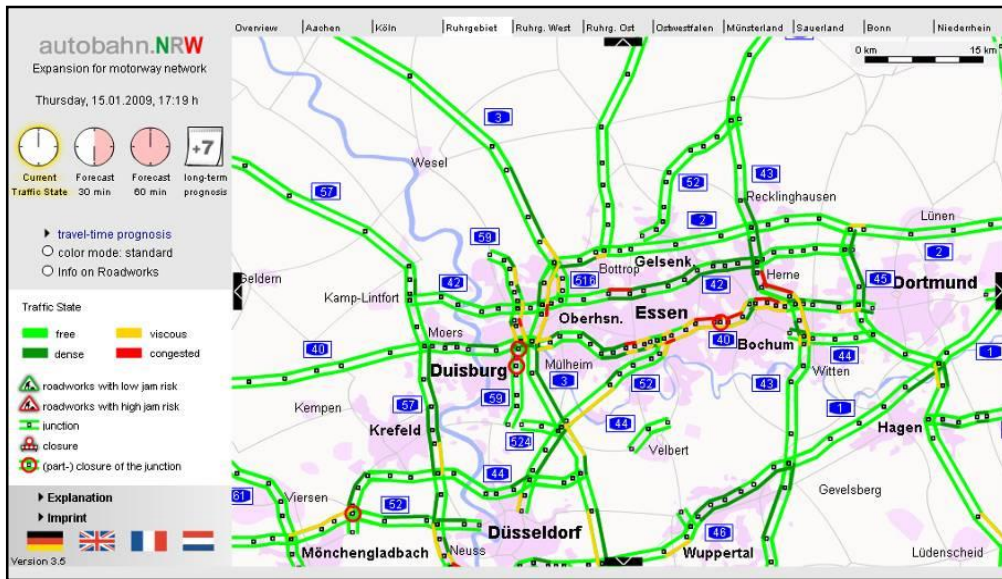 autobahn.NRW
Expansion for motorway network
Thursday, 15.01.2009, 17:19 h
Current Traffic State
Forecast 30 min
Forecast 60 min
+7
long-term prognosis
travel-time prognosis
color mode: standard
Info on Roadworks
Traffic State
free
viscous
dense
congested
roadworks with low jam risk
roadworks with high jam risk
junction
closure
(part-) closure of the junction
Explanation
Imprint
Version 3.5
Overview Aachen Köln Ruhrgebiet Ruhrg. West Ruhrg. Ost Ostwestfalen Münsterland Sauerland Bonn Niederrhein
0 km 15 km
3
Wesel
57
52
43
Recklinghausen
2
Lünen
59
Gelsenk
2
Geldern
42
Bottrop
516
Herne
45
Dortmund
Kamp-Lintfort
42
Oberhsn.
Essen
Moers
40
40
Bochum
44
1
Duisburg
Mülheim
3
52
43
Witten
Kempen
59
57
44
1
Krefeld
524
Hagen
Velbert
44
61
Viersen
52
Gevelsberg
Düsseldorf
46
Mönchengladbach
Neuss
Wuppertal
Lüdenscheid